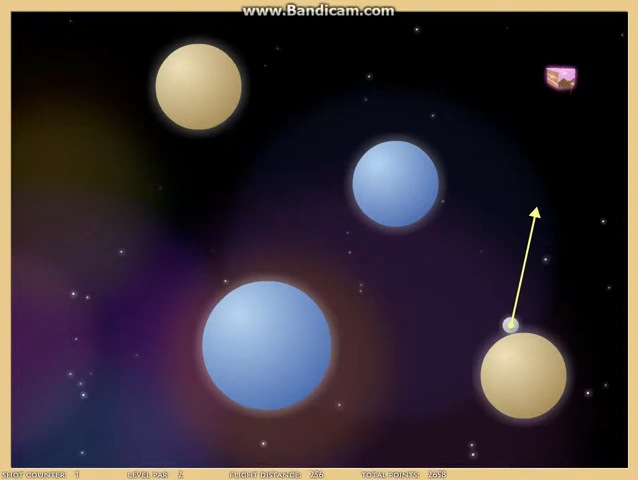 www.Bandicam.com
SHOT COUNTER: 1 LEVEL PAR: 2 FLIGHT DISTANCE: 256 TOTAL POINTS: 2658